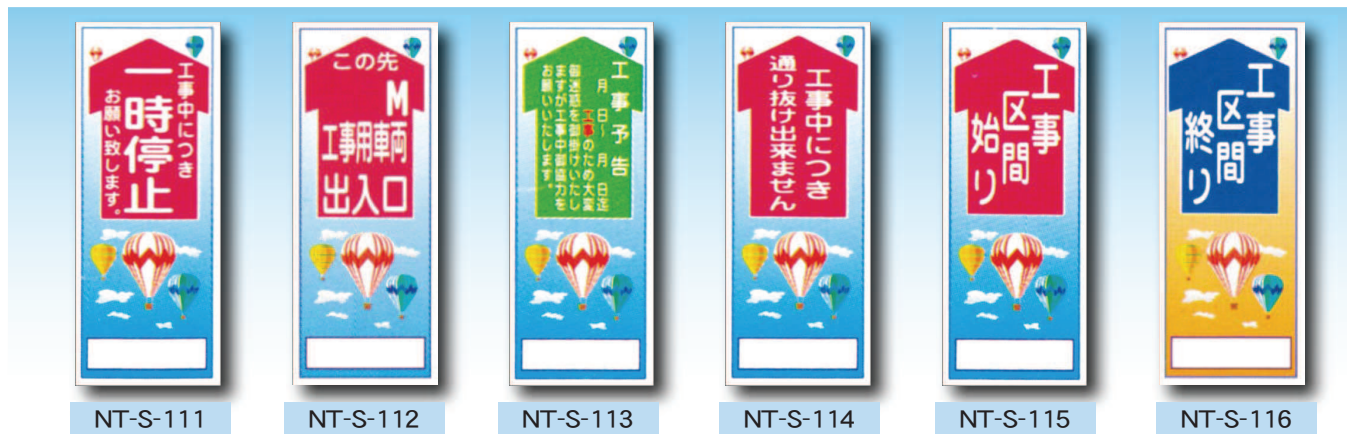 工事中につき
一時停止
お願い致します。
NT-S-111
この先
M
工事用車両
出入口
NT-S-112
工事予告
月 日〜 月 日迄
工事のため大変
御迷惑を御掛けいたし
ますが工事中御協力を
お願いいたします。
NT-S-113
工事中につき
通り抜け出来ません
NT-S-114
工事
区間
始り
NT-S-115
工事
区間
終り
NT-S-116